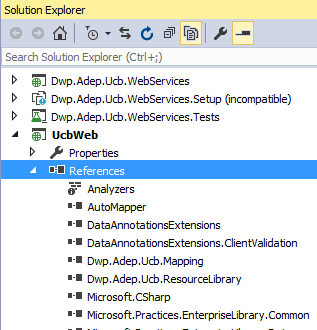 Solution Explorer
Search Solution Explorer (Ctrl+;)
Dwp.Adep.Ucb.WebServices
Dwp.Adep.Ucb.WebServices.Setup (incompatible)
Dwp.Adep.Ucb.WebServices.Tests
UcbWeb
Properties
References
Analyzers
AutoMapper
DataAnnotationsExtensions
DataAnnotationsExtensions.ClientValidation
Dwp.Adep.Ucb.Mapping
Dwp.Adep.Ucb.ResourceLibrary
Microsoft.CSharp
Microsoft.Practices.EnterpriseLibrary.Common